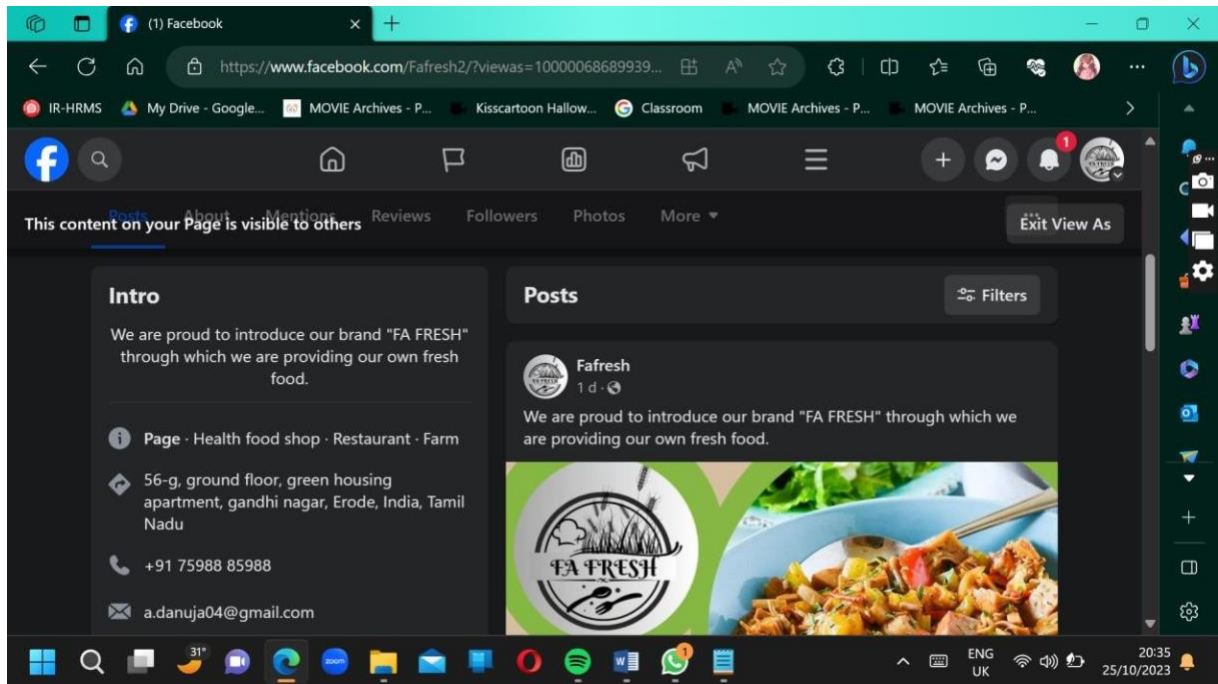 (1) Facebook
https://www.facebook.com/Fafresh2/?viewas=10000068689939...
IR-HRMS
My Drive - Google...
MOVIE Archives - P...
Kisscartoon Hallow...
Classroom
MOVIE Archives - P...
MOVIE Archives - P...
1
Posts About Mentions Reviews Followers Photos More
This content on your Page is visible to others
Exit View As
Intro
We are proud to introduce our brand "FA FRESH"
through which we are providing our own fresh
food.
Page · Health food shop · Restaurant · Farm
56-g, ground floor, green housing
apartment, gandhi nagar, Erode, India, Tamil
Nadu
+91 75988 85988
a.danuja04@gmail.com
Posts
Filters
Fafresh
1 d ·
We are proud to introduce our brand "FA FRESH" through which we
are providing our own fresh food.
FA FRESH
31°
zoom
1
ENG
UK
20:35
25/10/2023